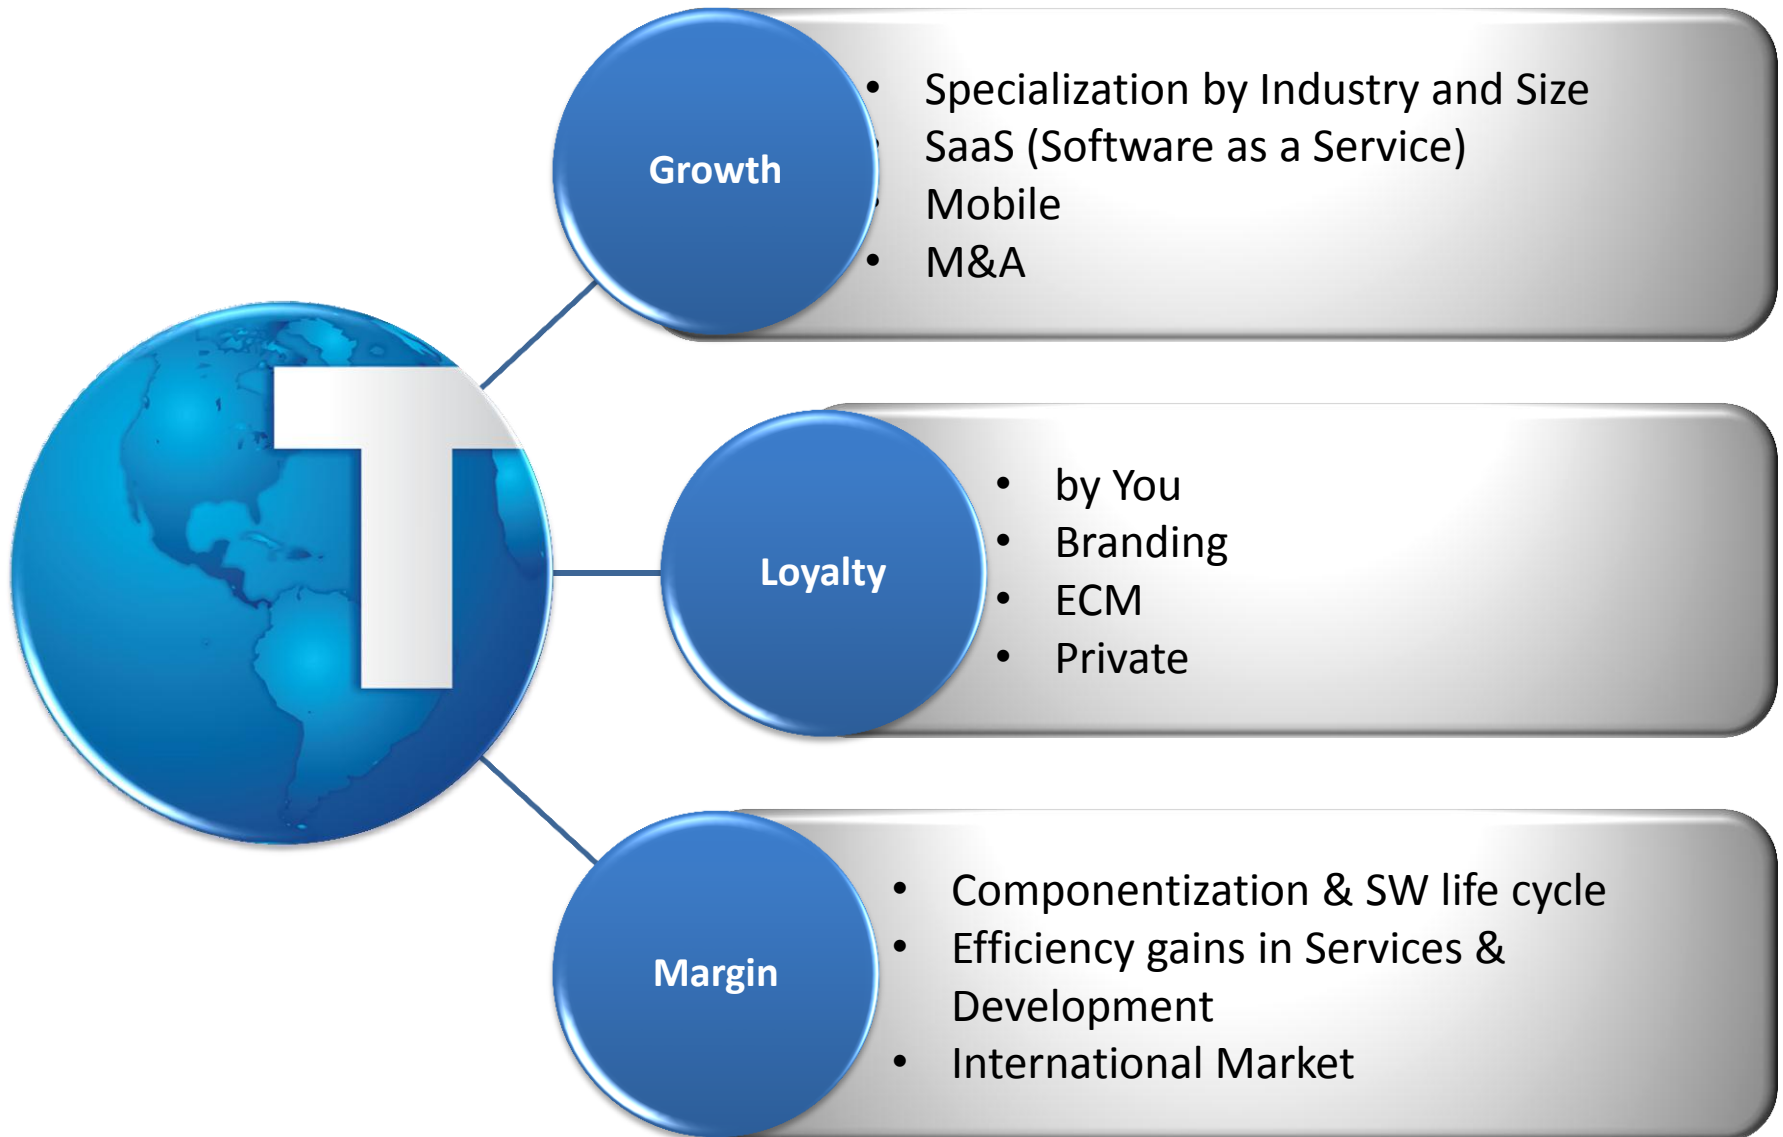 T
Growth
• Specialization by Industry and Size
• SaaS (Software as a Service)
• Mobile
• M&A
Loyalty
• by You
• Branding
• ECM
• Private
Margin
• Componentization & SW life cycle
• Efficiency gains in Services &
Development
• International Market